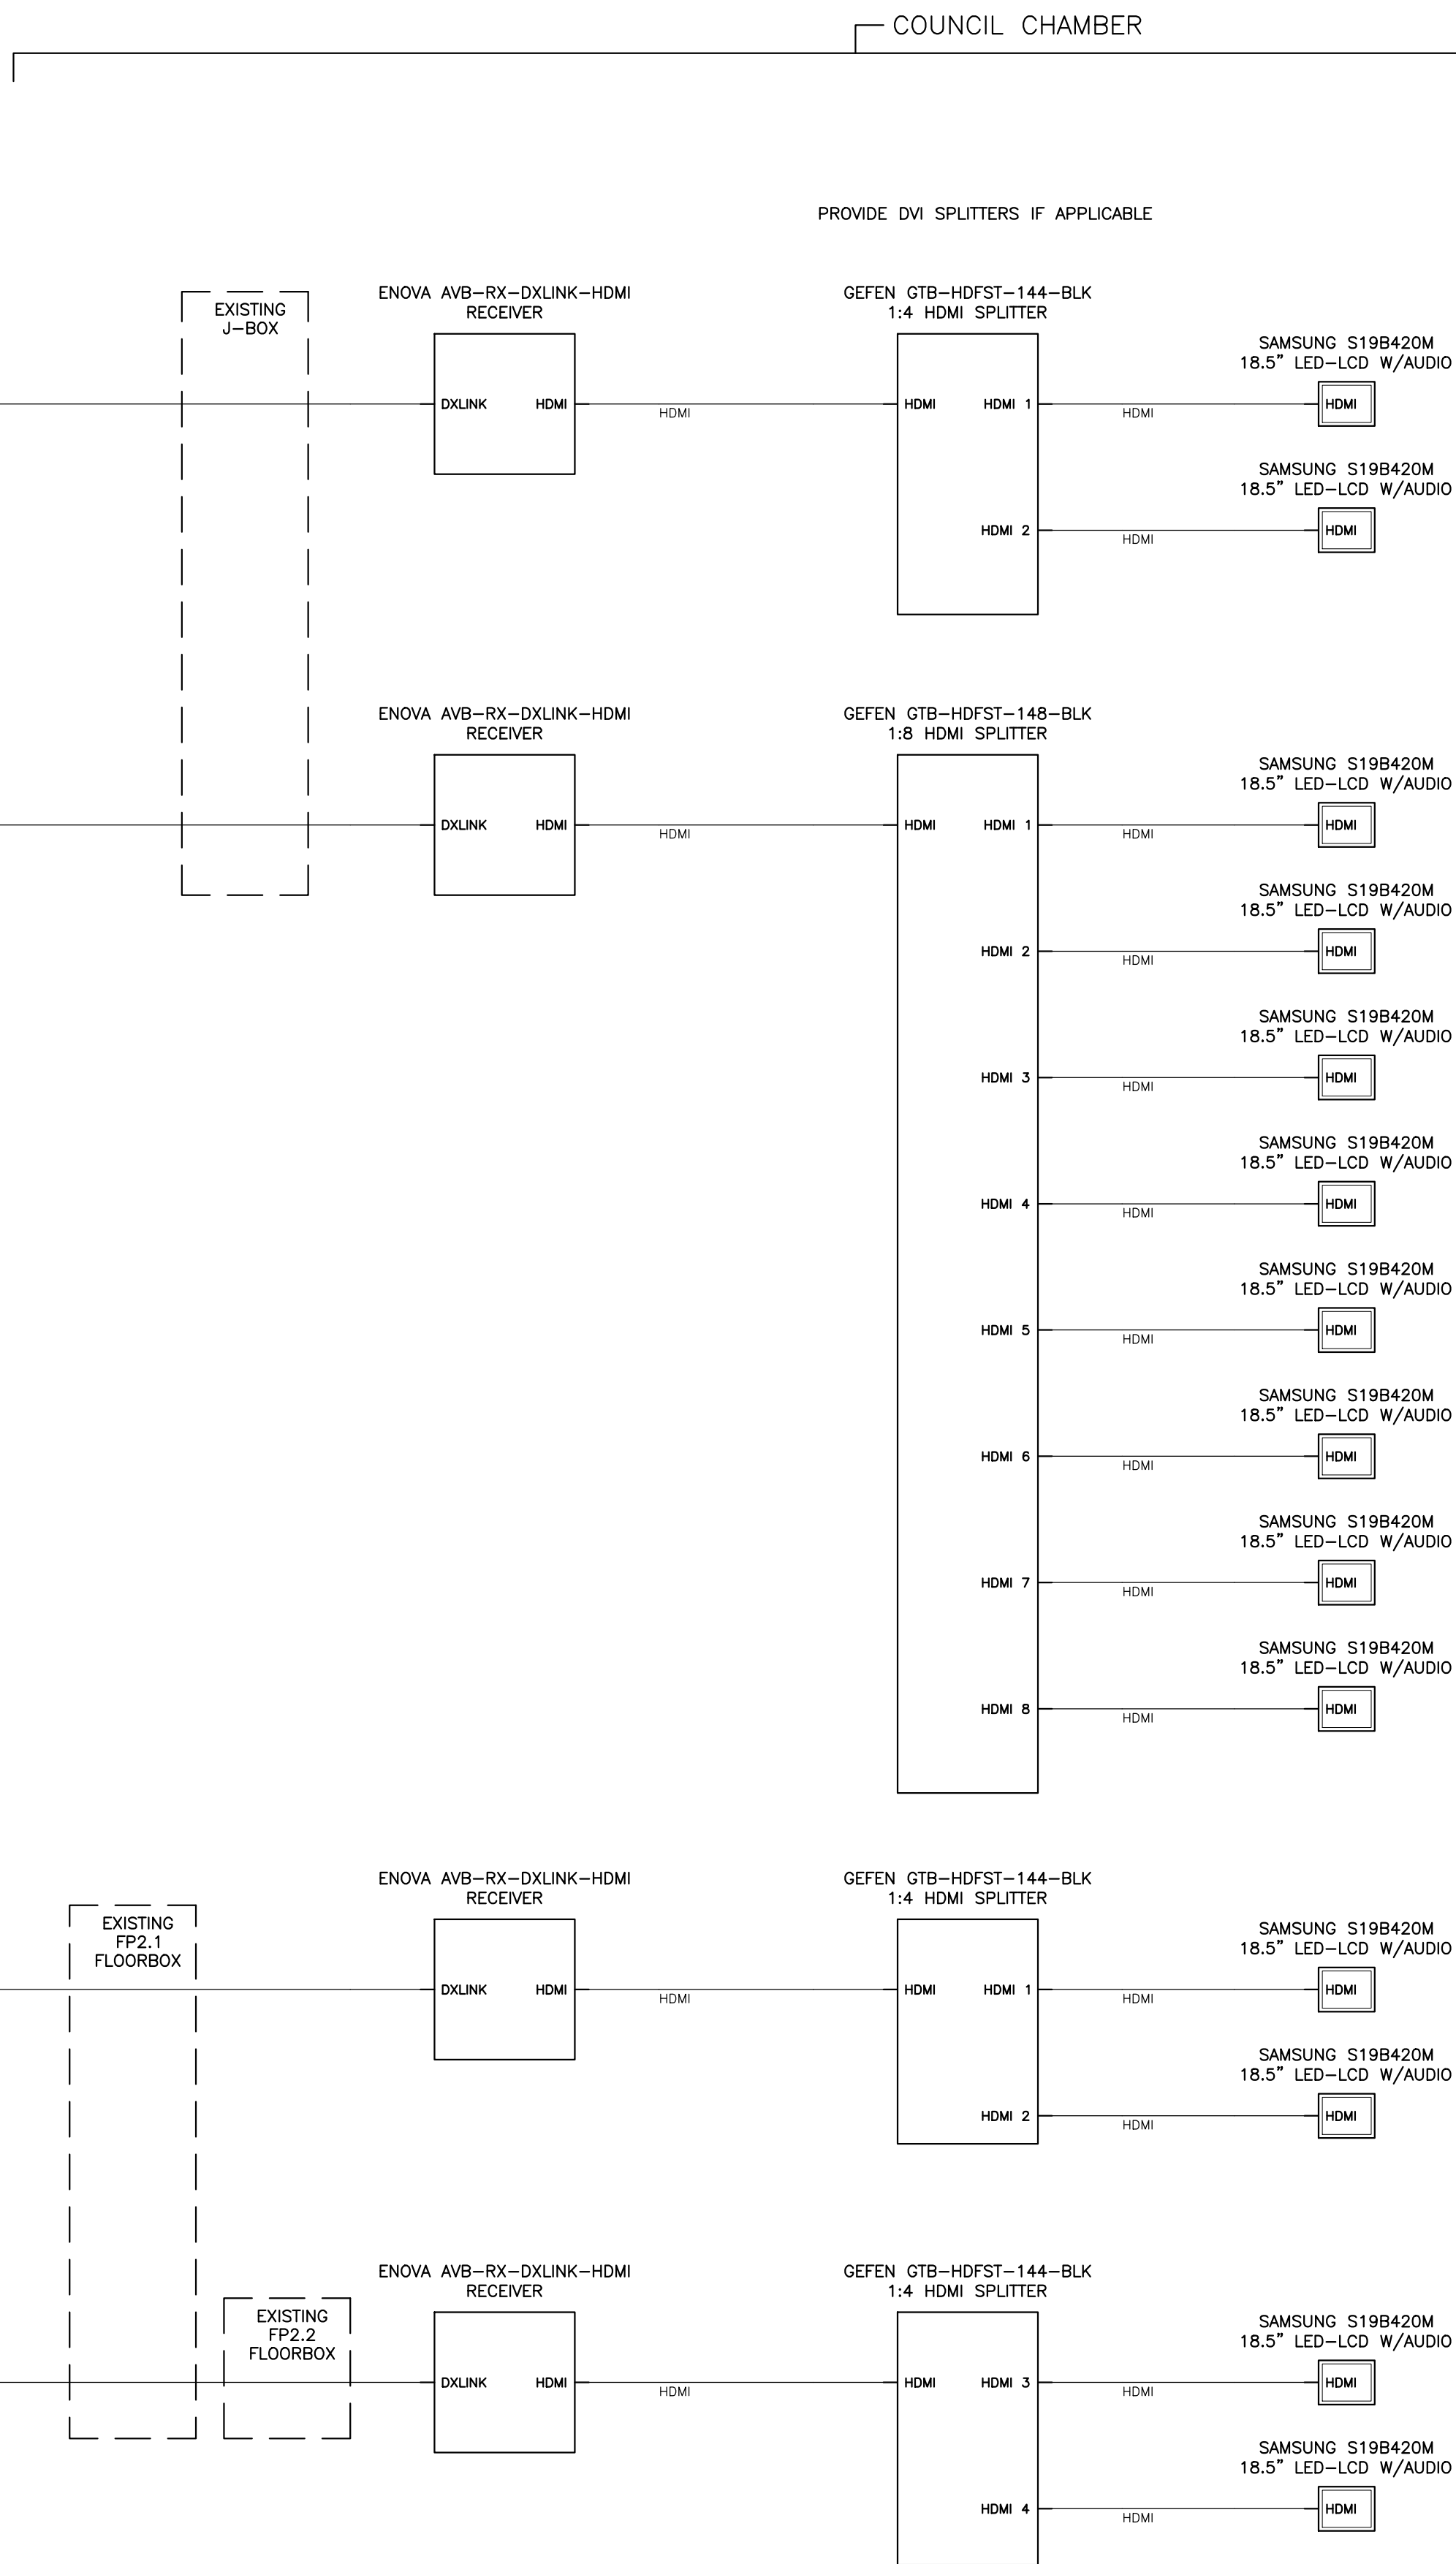 COUNCIL CHAMBER
PROVIDE DVI SPLITTERS IF APPLICABLE
EXISTING
J-BOX
ENOVA AVB-RX-DXLINK-HDMI
RECEIVER
DXLINK HDMI
HDMI
GEFEN GTB-HDFST-144-BLK
1:4 HDMI SPLITTER
HDMI HDMI 1
HDMI
SAMSUNG S19B420M
18.5" LED-LCD W/AUDIO
HDMI
HDMI 2
HDMI
SAMSUNG S19B420M
18.5" LED-LCD W/AUDIO
HDMI
ENOVA AVB-RX-DXLINK-HDMI
RECEIVER
DXLINK HDMI
HDMI
GEFEN GTB-HDFST-148-BLK
1:8 HDMI SPLITTER
HDMI HDMI 1
HDMI
SAMSUNG S19B420M
18.5" LED-LCD W/AUDIO
HDMI
HDMI 2
HDMI
SAMSUNG S19B420M
18.5" LED-LCD W/AUDIO
HDMI
HDMI 3
HDMI
SAMSUNG S19B420M
18.5" LED-LCD W/AUDIO
HDMI
HDMI 4
HDMI
SAMSUNG S19B420M
18.5" LED-LCD W/AUDIO
HDMI
HDMI 5
HDMI
SAMSUNG S19B420M
18.5" LED-LCD W/AUDIO
HDMI
HDMI 6
HDMI
SAMSUNG S19B420M
18.5" LED-LCD W/AUDIO
HDMI
HDMI 7
HDMI
SAMSUNG S19B420M
18.5" LED-LCD W/AUDIO
HDMI
HDMI 8
HDMI
SAMSUNG S19B420M
18.5" LED-LCD W/AUDIO
HDMI
EXISTING
FP2.1
FLOORBOX
ENOVA AVB-RX-DXLINK-HDMI
RECEIVER
DXLINK HDMI
HDMI
GEFEN GTB-HDFST-144-BLK
1:4 HDMI SPLITTER
HDMI HDMI 1
HDMI
SAMSUNG S19B420M
18.5" LED-LCD W/AUDIO
HDMI
HDMI 2
HDMI
SAMSUNG S19B420M
18.5" LED-LCD W/AUDIO
HDMI
EXISTING
FP2.2
FLOORBOX
ENOVA AVB-RX-DXLINK-HDMI
RECEIVER
DXLINK HDMI
HDMI
GEFEN GTB-HDFST-144-BLK
1:4 HDMI SPLITTER
HDMI HDMI 3
HDMI
SAMSUNG S19B420M
18.5" LED-LCD W/AUDIO
HDMI
HDMI 4
HDMI
SAMSUNG S19B420M
18.5" LED-LCD W/AUDIO
HDMI